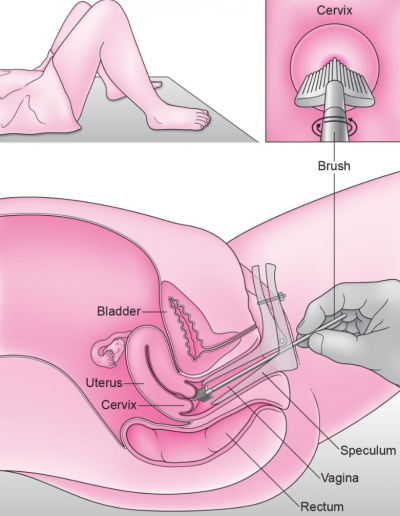 Cervix
Brush
Bladder
Uterus
Cervix
Speculum
Vagina
Rectum